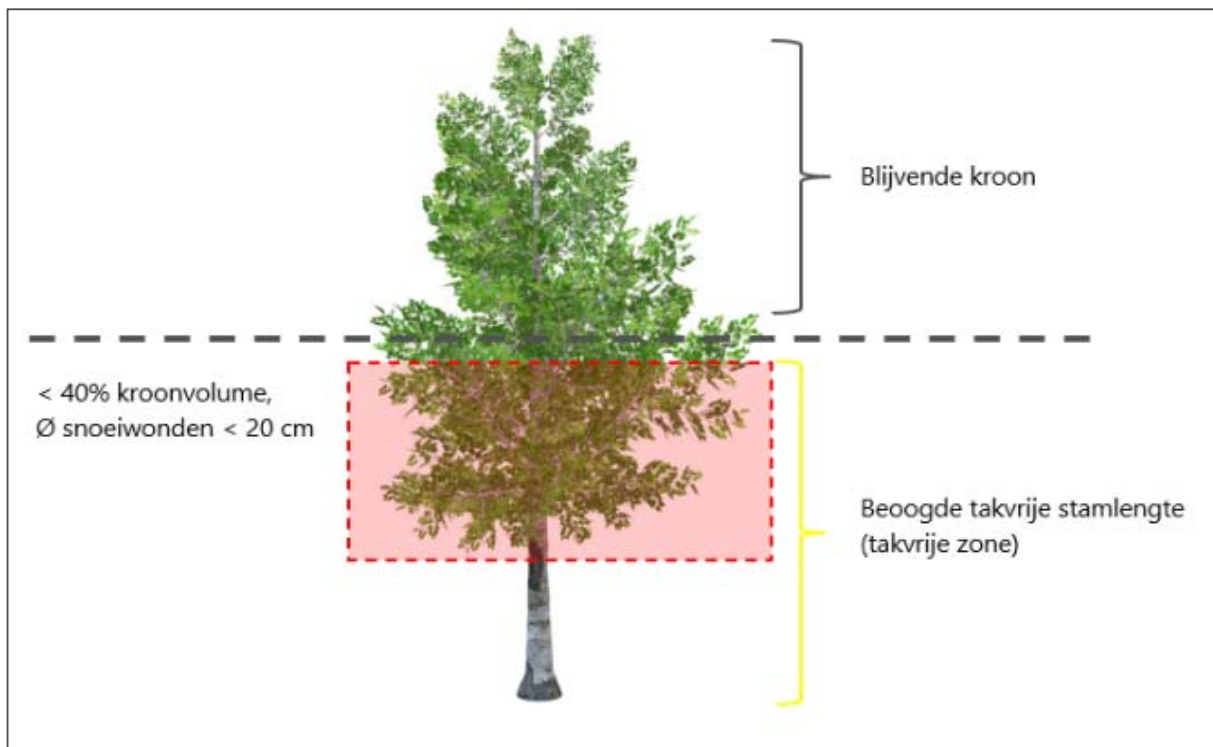 Blijvende kroon
< 40% kroonvolume,
Ø snoeiwonden < 20 cm
Beoogde takvrije stamlengte
(takvrije zone)